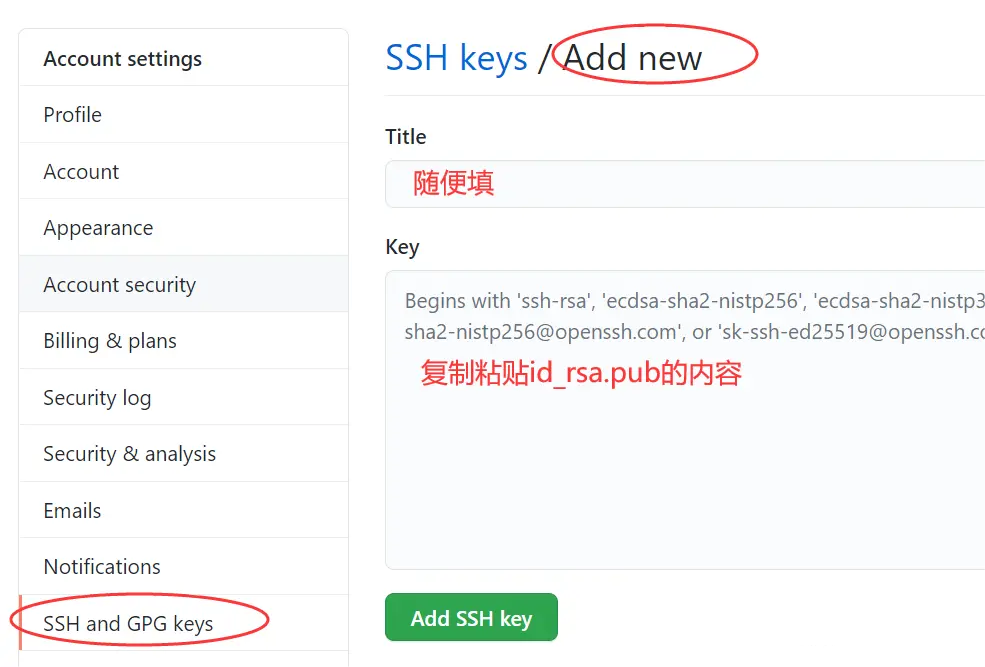 Account settings
Profile
Account
Appearance
Account security
Billing & plans
Security log
Security & analysis
Emails
Notifications
SSH and GPG keys
SSH keys / Add new
Title
随便填
Key
Begins with 'ssh-rsa', 'ecdsa-sha2-nistp256', 'ecdsa-sha2-nistp3
sha2-nistp256@openssh.com', or 'sk-ssh-ed25519@openssh.co
复制粘贴id_rsa.pub的内容
Add SSH key